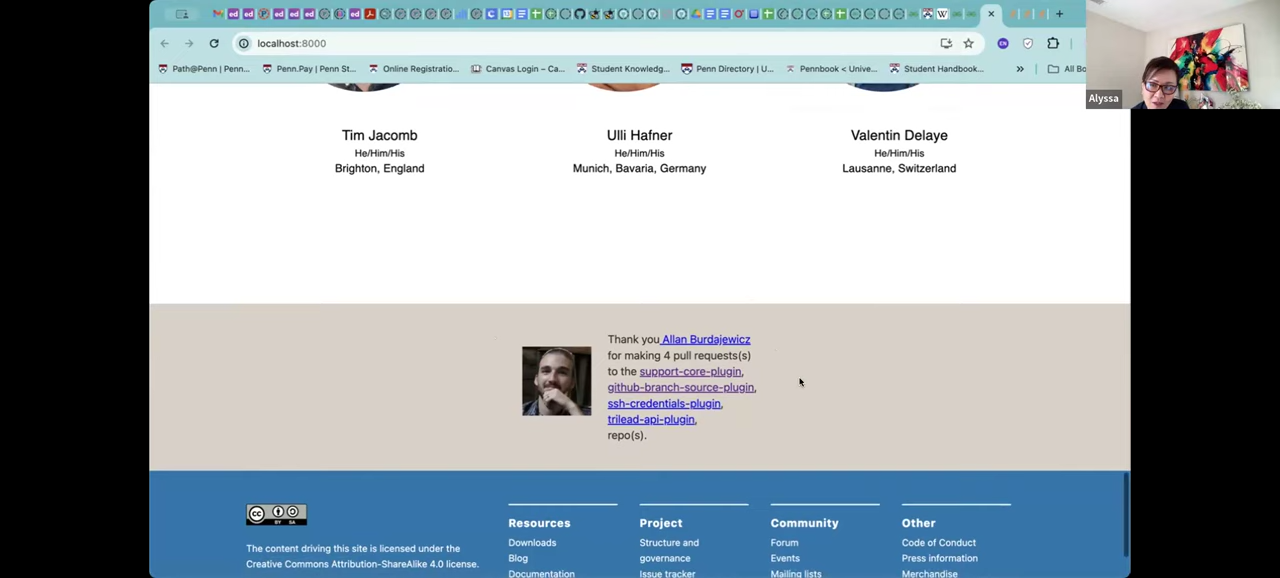 localhost:8000
Path@Penn | Penn...
Penn.Pay | Penn St...
Online Registratio...
Canvas Login – Ca...
Student Knowledg...
Penn Directory | U...
Pennbook < Unive...
Student Handbook...
»
All Bo
Alyssa
Tim Jacomb
He/Him/His
Brighton, England
Ulli Hafner
He/Him/His
Munich, Bavaria, Germany
Valentin Delaye
He/Him/His
Lausanne, Switzerland
Thank you Allan Burdajewicz
for making 4 pull requests(s)
to the support-core-plugin,
github-branch-source-plugin,
ssh-credentials-plugin,
trilead-api-plugin,
repo(s).
CC BY SA
The content driving this site is licensed under the
Creative Commons Attribution-ShareAlike 4.0 license.
Resources
Downloads
Blog
Documentation
Project
Structure and
governance
Issue tracker
Community
Forum
Events
Mailing lists
Other
Code of Conduct
Press information
Merchandise